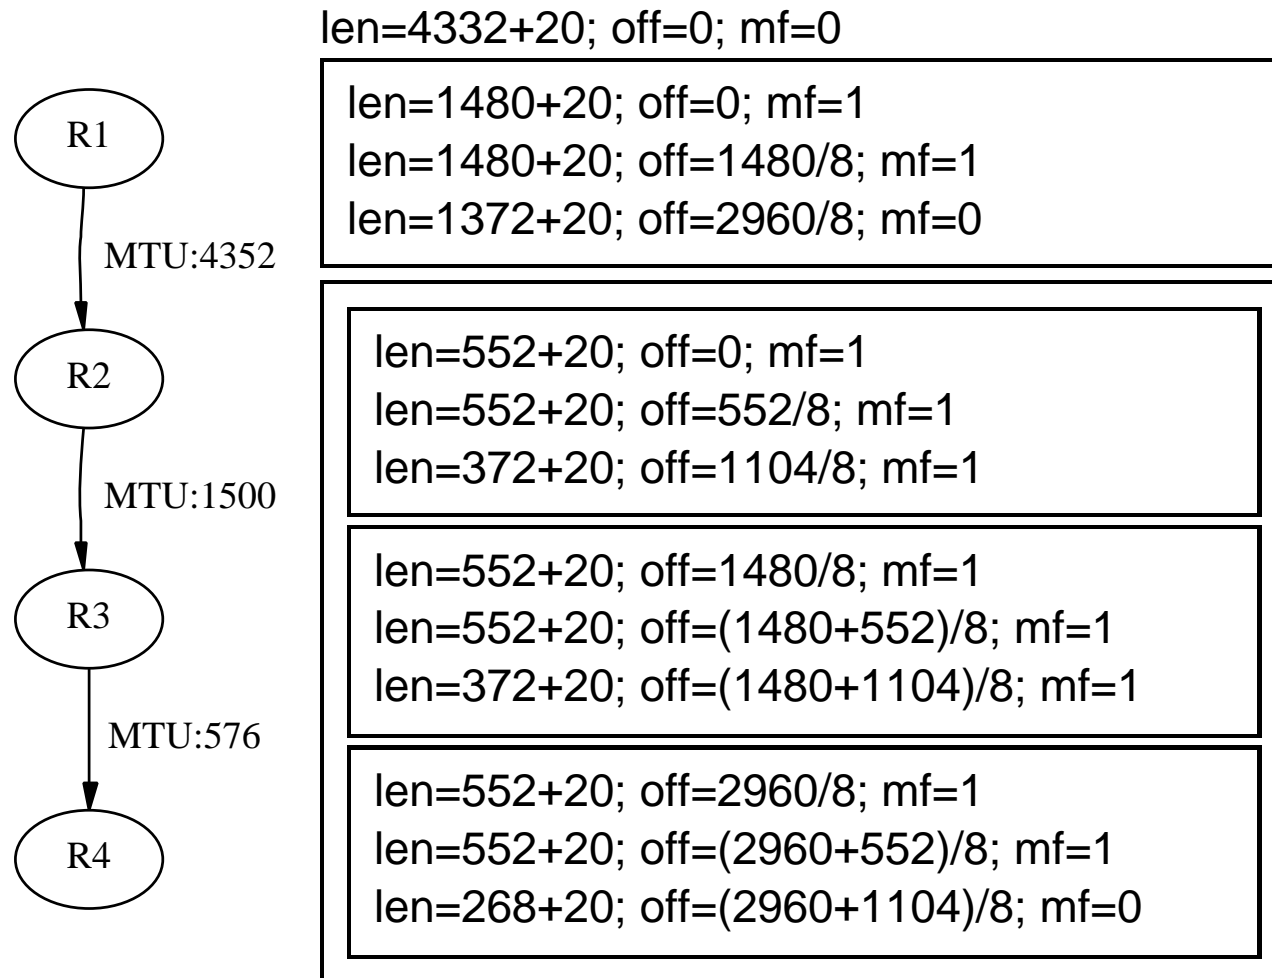 len=4332+20; off=0; mf=0
len=1480+20; off=0; mf=1
len=1480+20; off=1480/8; mf=1
len=1372+20; off=2960/8; mf=0
R1
MTU:4352
R2
MTU:1500
R3
MTU:576
R4
len=552+20; off=0; mf=1
len=552+20; off=552/8; mf=1
len=372+20; off=1104/8; mf=1
len=552+20; off=1480/8; mf=1
len=552+20; off=(1480+552)/8; mf=1
len=372+20; off=(1480+1104)/8; mf=1
len=552+20; off=2960/8; mf=1
len=552+20; off=(2960+552)/8; mf=1
len=268+20; off=(2960+1104)/8; mf=0